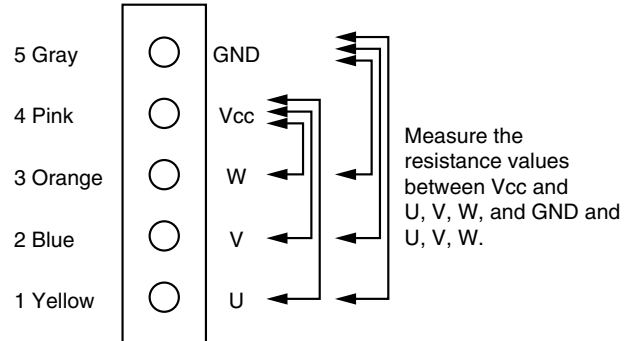 5 Gray GND
4 Pink Vcc
3 Orange W
2 Blue V
1 Yellow U
Measure the
resistance values
between Vcc and
U, V, W, and GND and
U, V, W.